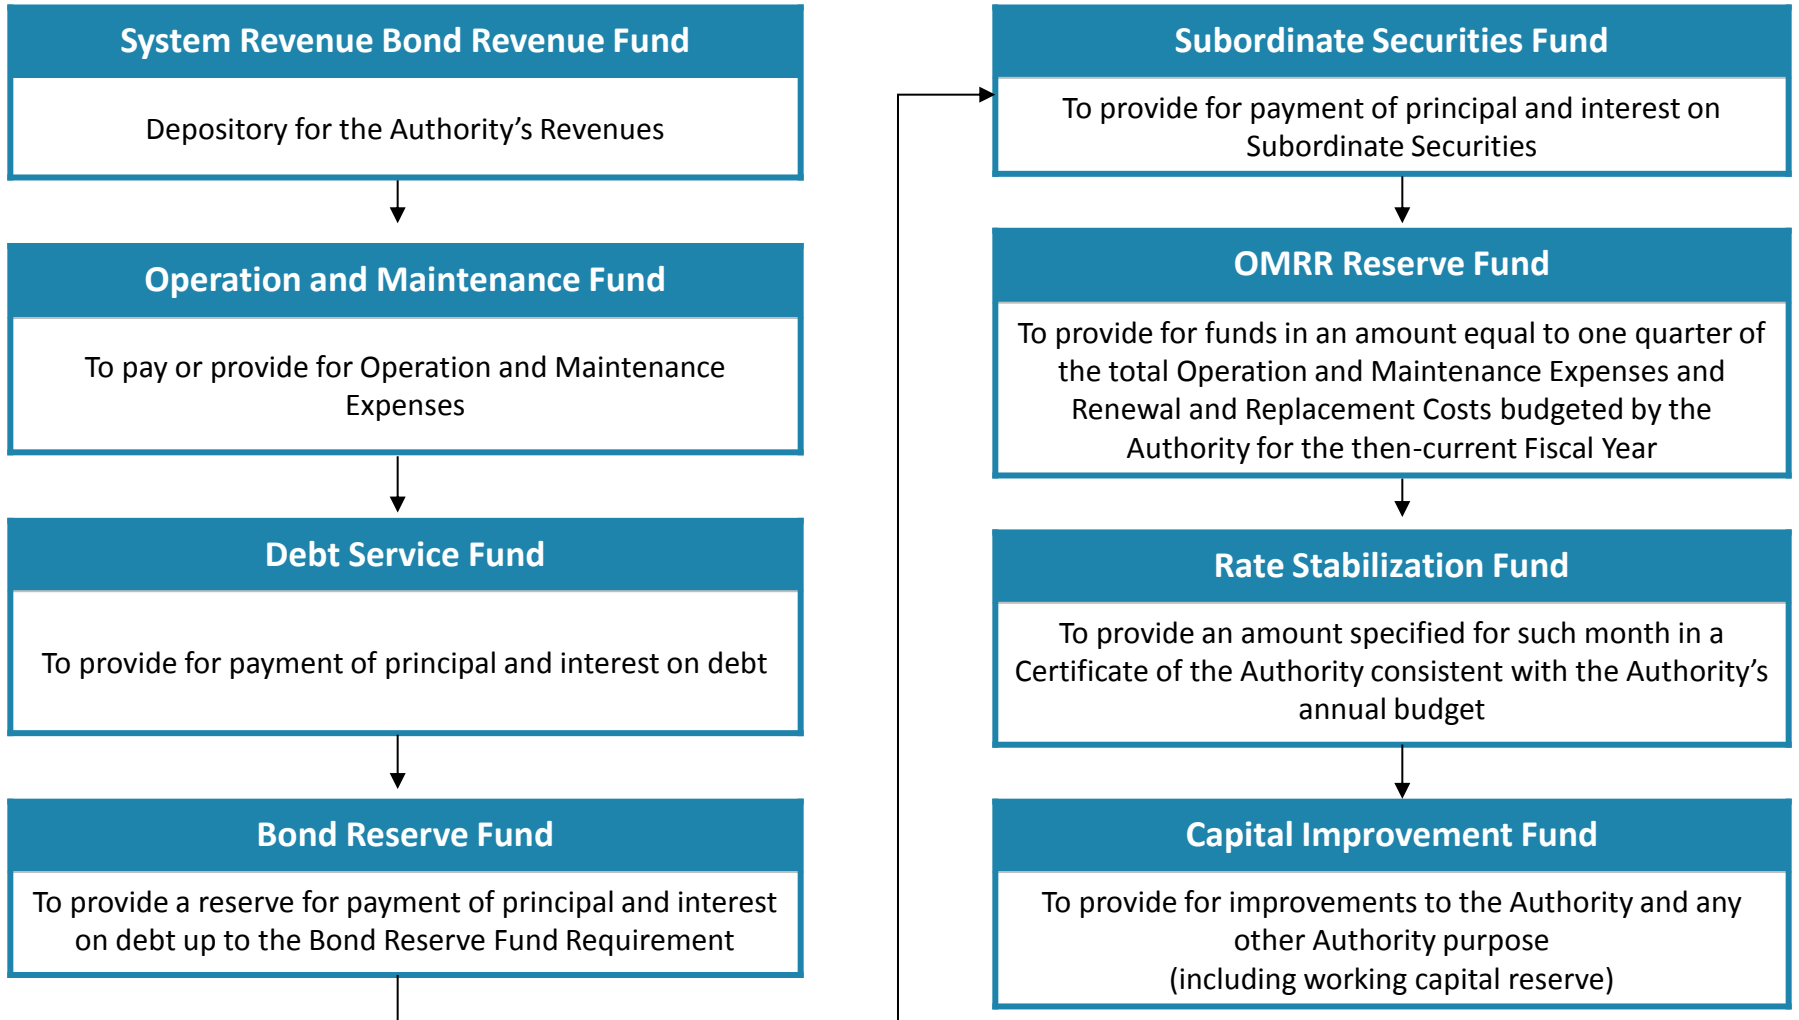 System Revenue Bond Revenue Fund
Depository for the Authority’s Revenues
Operation and Maintenance Fund
To pay or provide for Operation and Maintenance
Expenses
Debt Service Fund
To provide for payment of principal and interest on debt
Bond Reserve Fund
To provide a reserve for payment of principal and interest
on debt up to the Bond Reserve Fund Requirement
Subordinate Securities Fund
To provide for payment of principal and interest on
Subordinate Securities
OMRR Reserve Fund
To provide for funds in an amount equal to one quarter of
the total Operation and Maintenance Expenses and
Renewal and Replacement Costs budgeted by the
Authority for the then-current Fiscal Year
Rate Stabilization Fund
To provide an amount specified for such month in a
Certificate of the Authority consistent with the Authority’s
annual budget
Capital Improvement Fund
To provide for improvements to the Authority and any
other Authority purpose
(including working capital reserve)